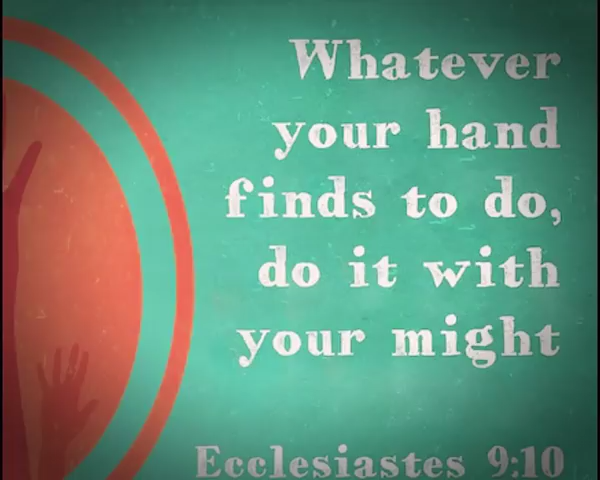 Whatever
your hand
finds to do,
do it with
your might
Ecclesiastes 9:10